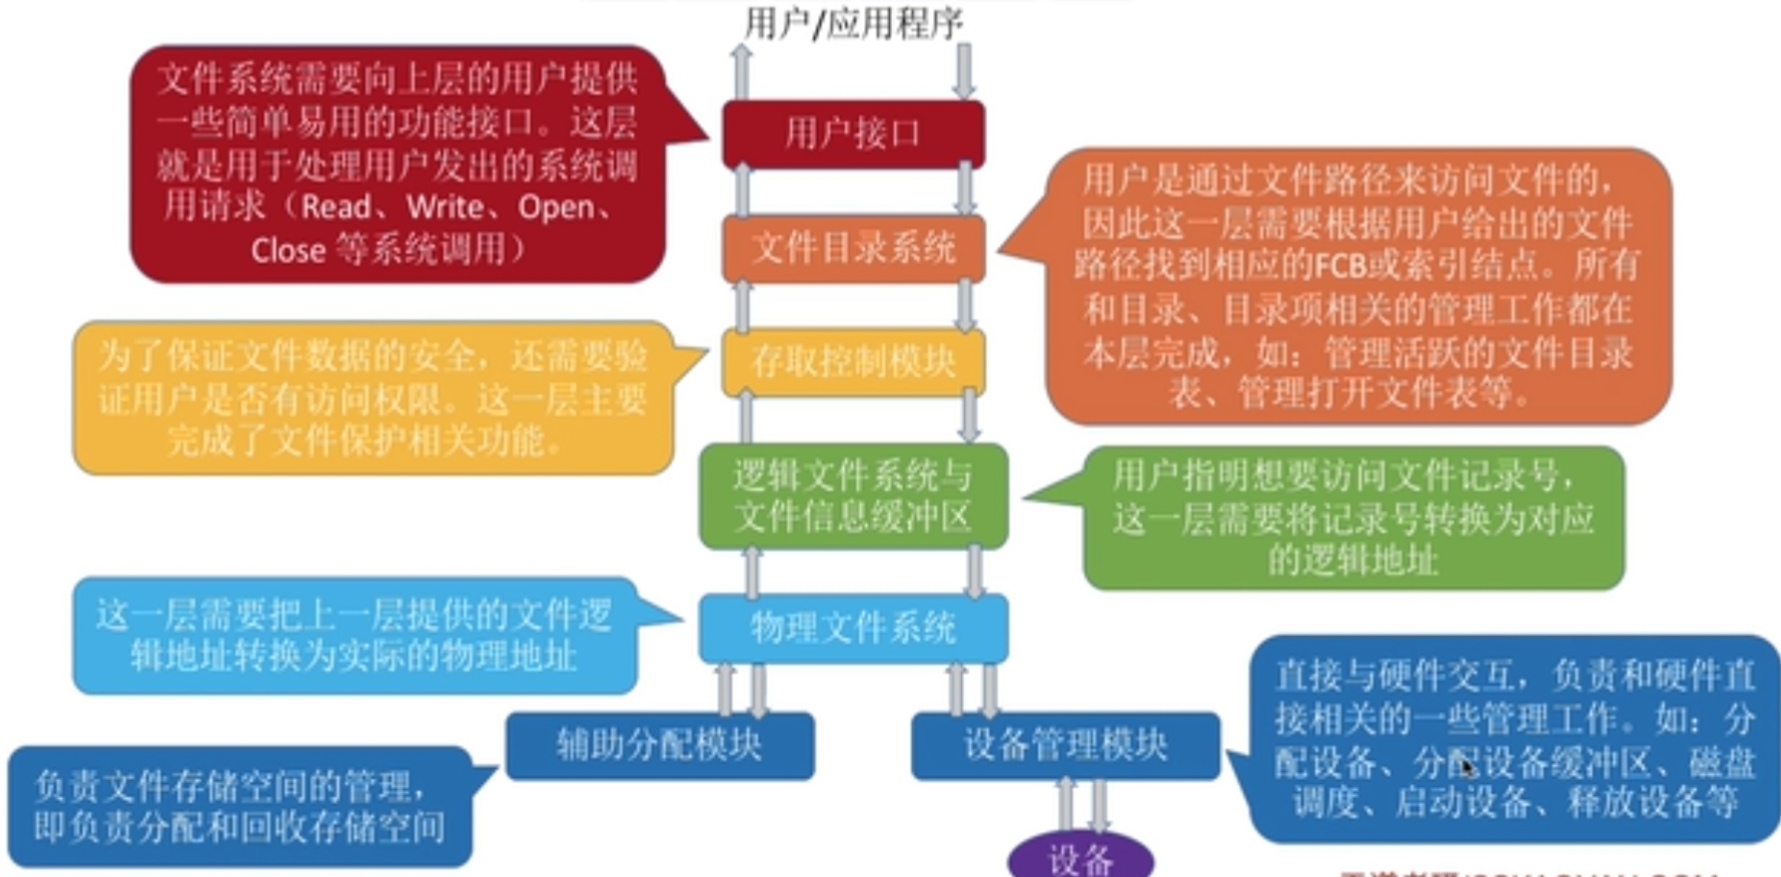 用户/应用程序
文件系统需要向上层的用户提供
一些简单易用的功能接口。这层
就是用于处理用户发出的系统调
用请求（Read、Write、Open、
Close 等系统调用）
用户接口
用户是通过文件路径来访问文件的，
因此这一层需要根据用户给出的文件
路径找到相应的FCB或索引结点。所有
和目录、目录项相关的管理工作都在
本层完成，如：管理活跃的文件目录
表、管理打开文件表等。
文件目录系统
为了保证文件数据的安全，还需要验
证用户是否有访问权限。这一层主要
完成了文件保护相关功能。
存取控制模块
逻辑文件系统与
文件信息缓冲区
用户指明想要访问文件记录号，
这一层需要将记录号转换为对应
的逻辑地址
这一层需要把上一层提供的文件逻
辑地址转换为实际的物理地址
物理文件系统
辅助分配模块
设备管理模块
直接与硬件交互，负责和硬件直
接相关的一些管理工作。如：分
配设备、分配设备缓冲区、磁盘
调度、启动设备、释放设备等
负责文件存储空间的管理，
即负责分配和回收存储空间
设备